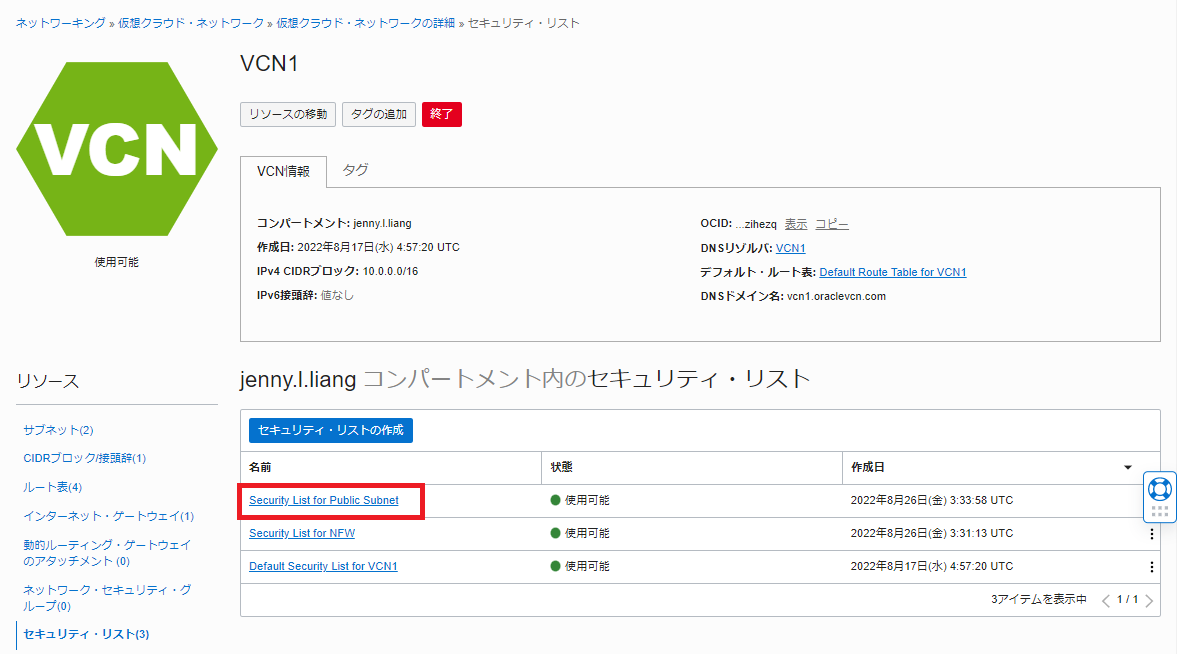 ネットワーキング » 仮想クラウド・ネットワーク » 仮想クラウド・ネットワークの詳細 » セキュリティ・リスト
VCN
使用可能
VCN1
リソースの移動 タグの追加 終了
VCN情報 タグ
コンパートメント: jenny.l.liang
作成日: 2022年8月17日(水) 4:57:20 UTC
IPv4 CIDRブロック: 10.0.0.0/16
IPv6接頭辞: 値なし
OCID: ...zihezq 表示 コピー
DNSリゾルバ: VCN1
デフォルト・ルート表: Default Route Table for VCN1
DNSドメイン名: vcn1.oraclevcn.com
リソース
サブネット(2)
CIDRブロック/接頭辞(1)
ルート表(4)
インターネット・ゲートウェイ(1)
動的ルーティング・ゲートウェイ
のアタッチメント (0)
ネットワーク・セキュリティ・グ
ループ(0)
セキュリティ・リスト(3)
jenny.l.liang コンパートメント内のセキュリティ・リスト
セキュリティ・リストの作成
名前 状態 作成日
Security List for Public Subnet 使用可能 2022年8月26日(金) 3:33:58 UTC
Security List for NFW 使用可能 2022年8月26日(金) 3:31:13 UTC
Default Security List for VCN1 使用可能 2022年8月17日(水) 4:57:20 UTC
3アイテムを表示中 1 / 1